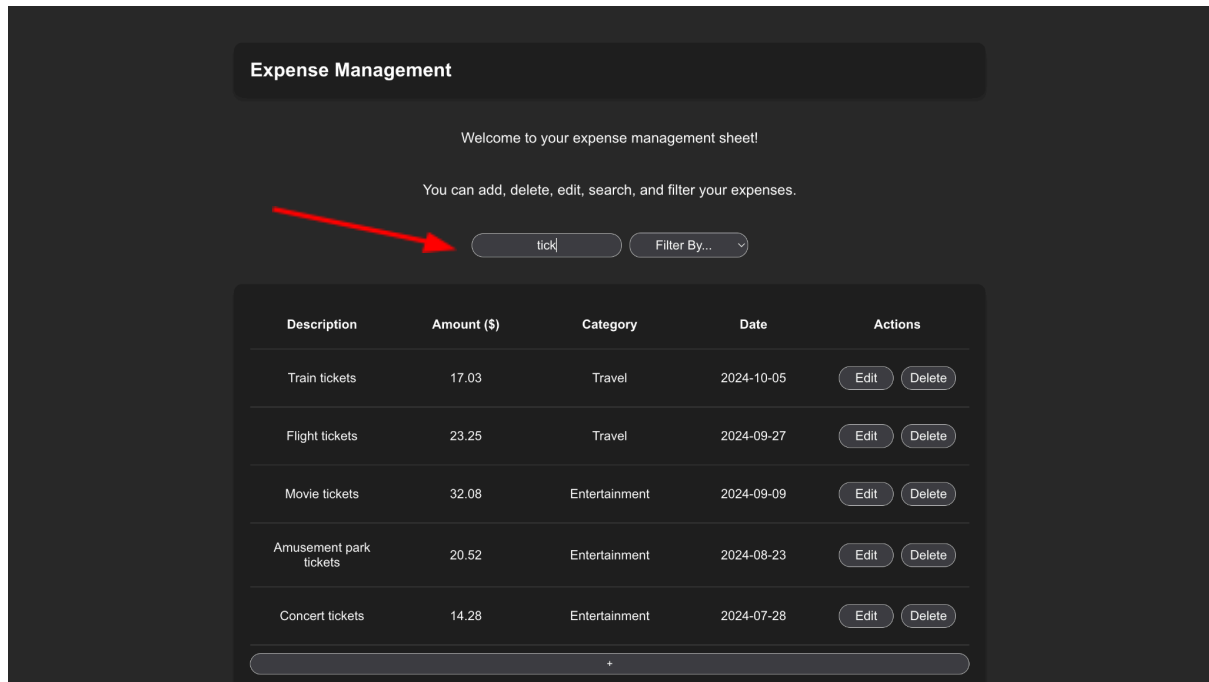 Expense Management
Welcome to your expense management sheet!
You can add, delete, edit, search, and filter your expenses.
tick Filter By...
Description Amount ($) Category Date Actions
Train tickets 17.03 Travel 2024-10-05 Edit Delete
Flight tickets 23.25 Travel 2024-09-27 Edit Delete
Movie tickets 32.08 Entertainment 2024-09-09 Edit Delete
Amusement park
tickets 20.52 Entertainment 2024-08-23 Edit Delete
Concert tickets 14.28 Entertainment 2024-07-28 Edit Delete
+